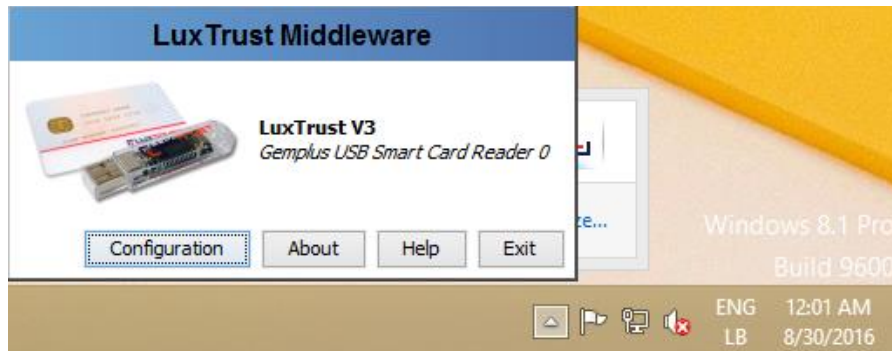 LuxTrust Middleware
LuxTrust V3
Gemplus USB Smart Card Reader 0
Configuration
About
Help
Exit
ze...
Windows 8.1 Pro
Build 9600
ENG
LB
12:01 AM
8/30/2016